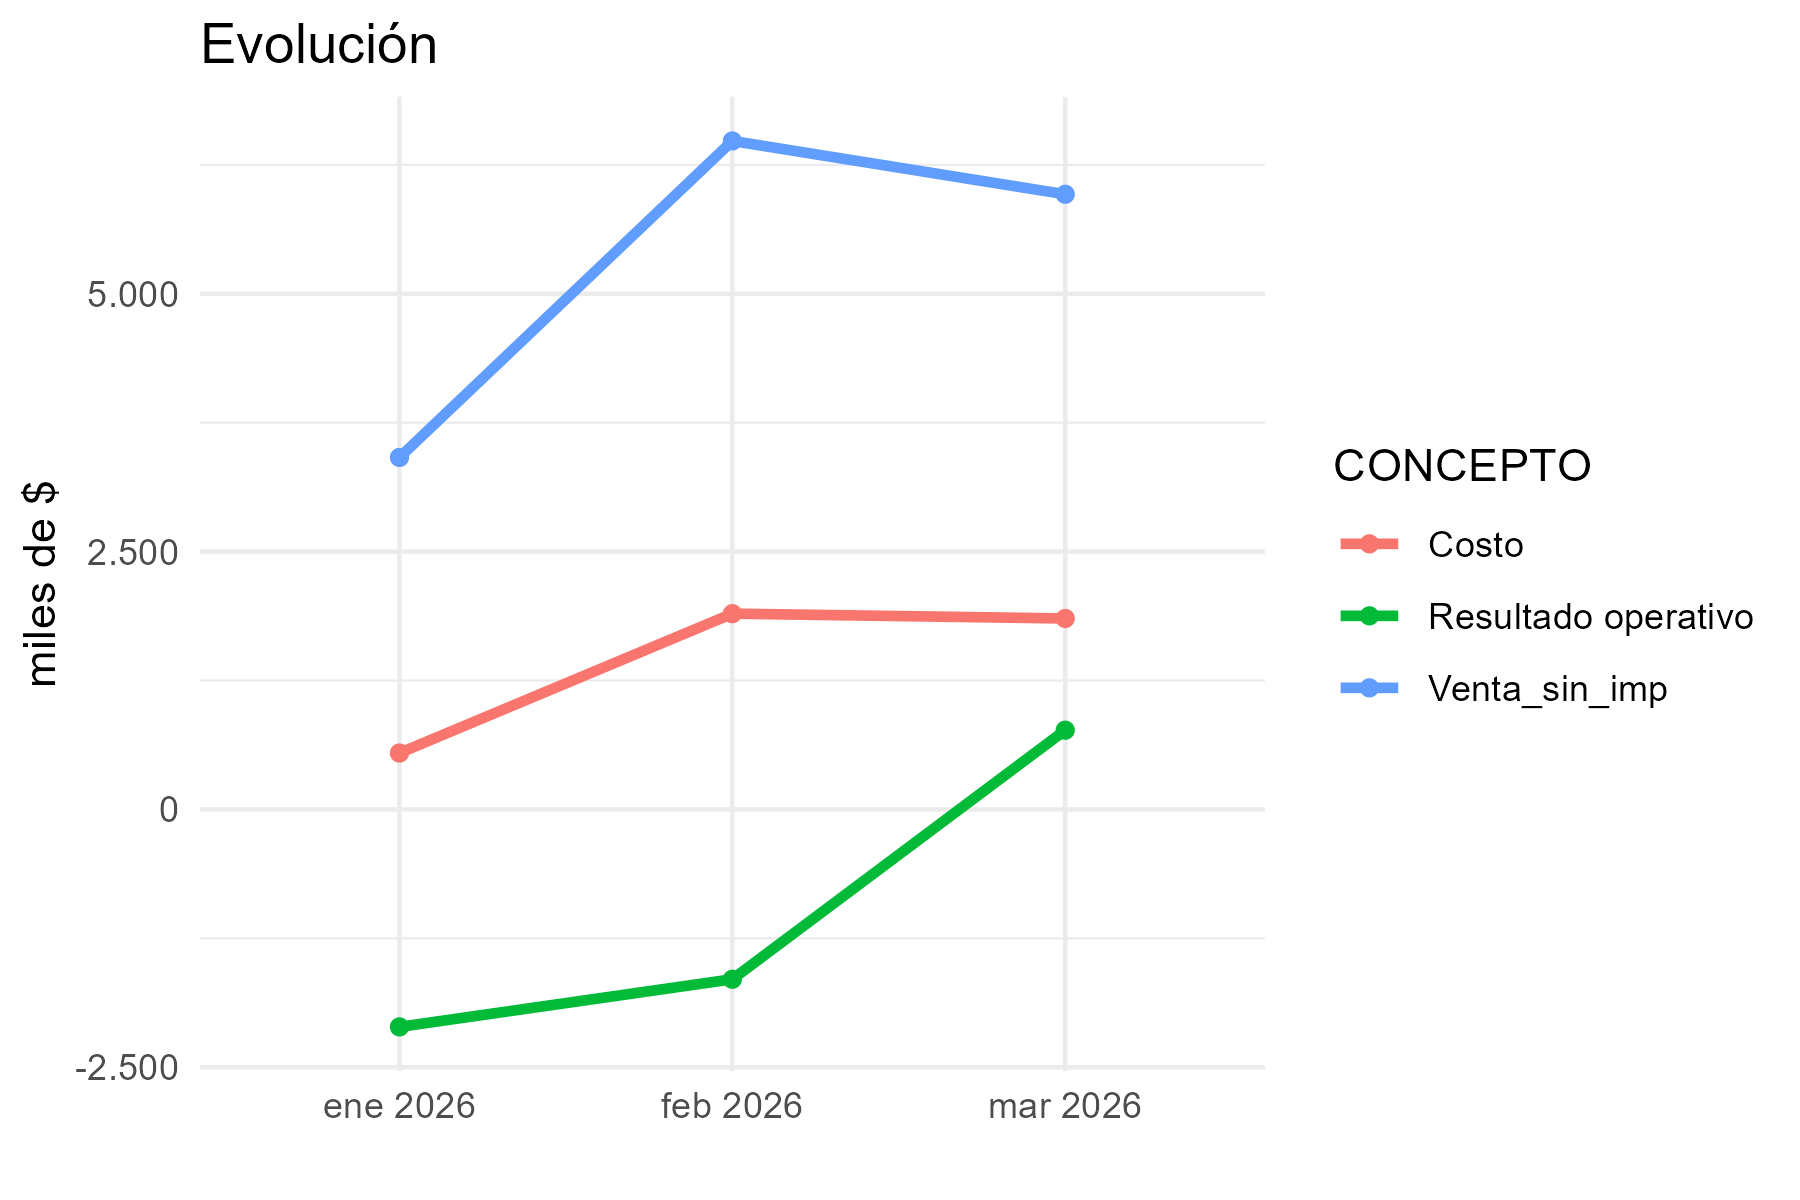 Evolución
miles de $
5.000
2.500
0
-2.500
ene 2026
feb 2026
mar 2026
CONCEPTO
Costo
Resultado operativo
Venta_sin_imp